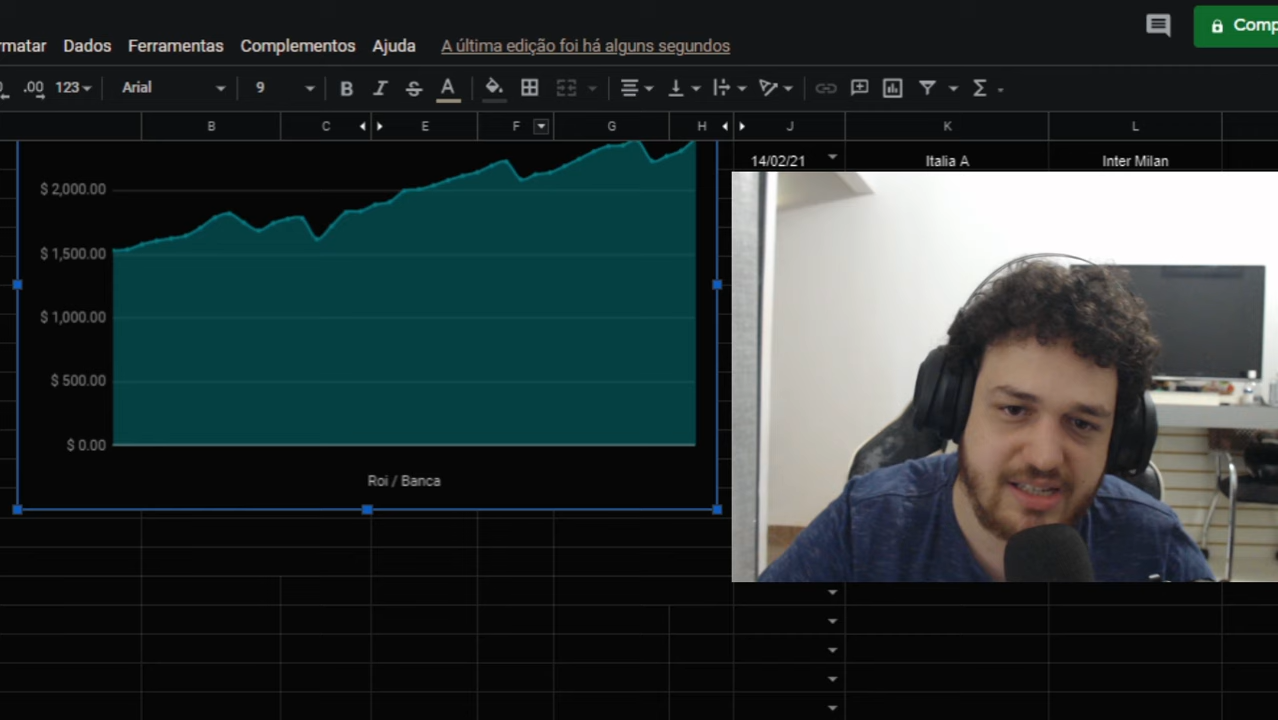 Comp
rmatar Dados Ferramentas Complementos Ajuda A última edição foi há alguns segundos
.00 123 Arial 9 B I S A Σ
B C E F G H J K L
14/02/21 Italia A Inter Milan
$ 2,000.00
$ 1,500.00
$ 1,000.00
$ 500.00
$ 0.00
Roi / Banca